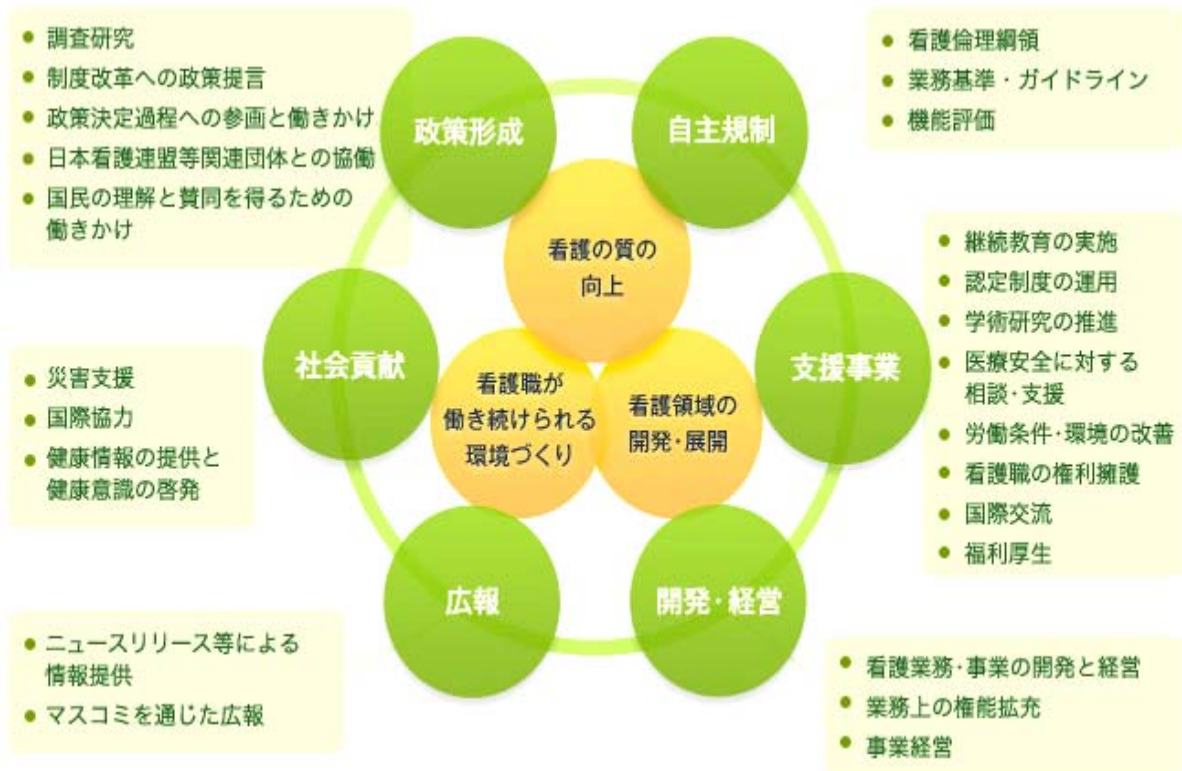 調査研究
制度改革への政策提言
政策決定過程への参画と働きかけ
日本看護連盟等関連団体との協働
国民の理解と賛同を得るための
働きかけ
政策形成
自主規制
看護倫理綱領
業務基準・ガイドライン
機能評価
看護の質の
向上
継続教育の実施
認定制度の運用
学術研究の推進
医療安全に対する
相談・支援
労働条件・環境の改善
看護職の権利擁護
国際交流
福利厚生
社会貢献
支援事業
災害支援
国際協力
健康情報の提供と
健康意識の啓発
看護職が
働き続けられる
環境づくり
看護領域の
開発・展開
広報
開発・経営
ニュースリリース等による
情報提供
マスコミを通じた広報
看護業務・事業の開発と経営
業務上の権能拡充
事業経営